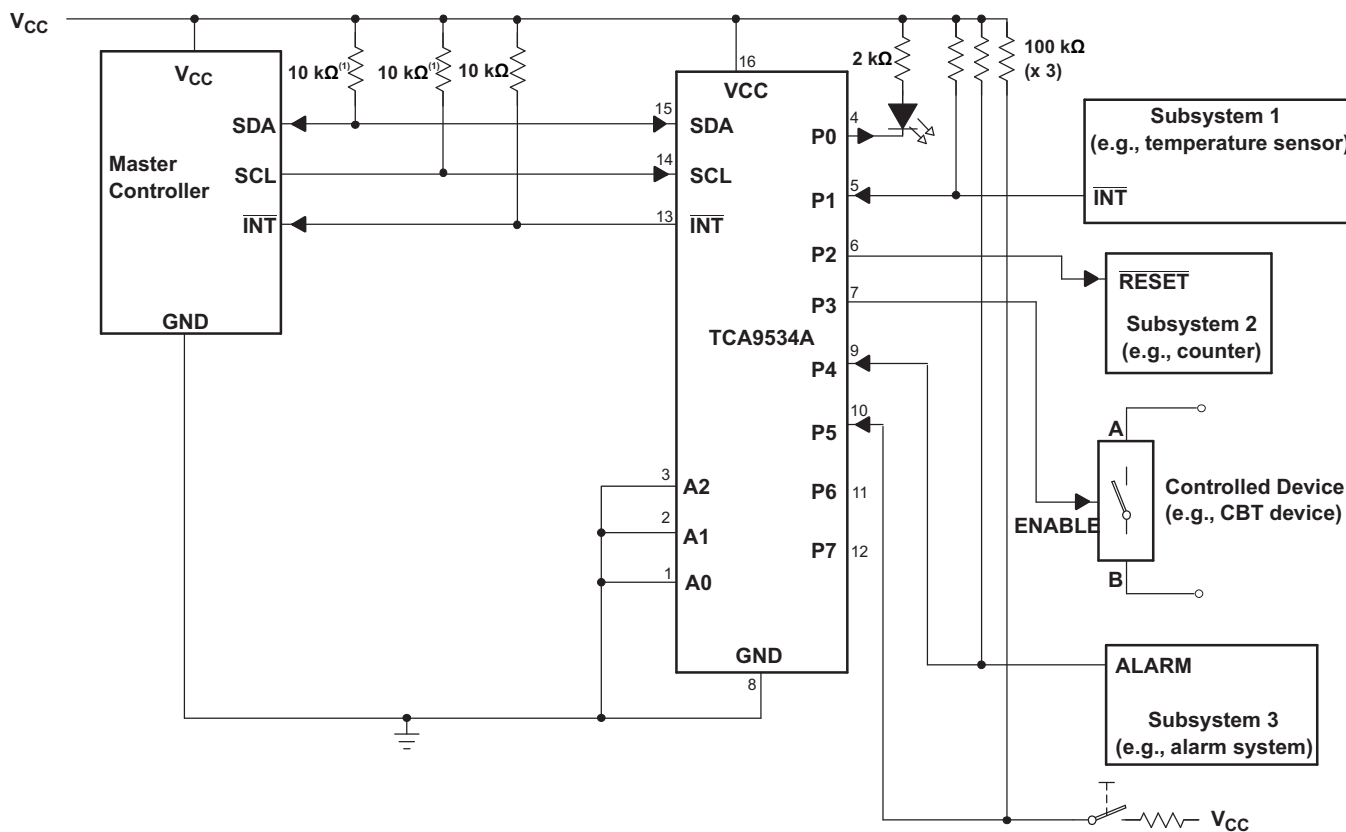 VCC
VCC
SDA
SCL
INT
Master
Controller
GND
10 kΩ(1)
10 kΩ(1)
10 kΩ
16
VCC
15
SDA
14
SCL
13
INT
TCA9534A
3
A2
2
A1
1
A0
GND
8
P0
4
P1
5
P2
6
P3
7
P4
9
P5
10
P6
11
P7
12
2 kΩ
100 kΩ
(x 3)
Subsystem 1
(e.g., temperature sensor)
INT
RESET
Subsystem 2
(e.g., counter)
A
ENABLE
B
Controlled Device
(e.g., CBT device)
ALARM
Subsystem 3
(e.g., alarm system)
VCC